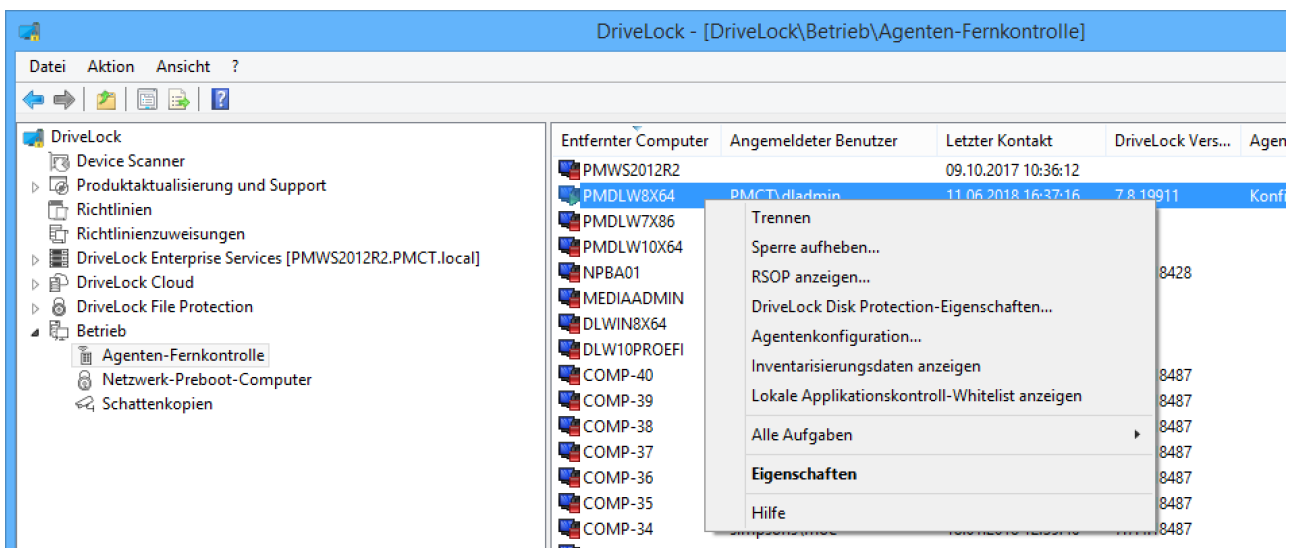 DriveLock - [DriveLock\Betrieb\Agenten-Fernkontrolle]
Datei Aktion Ansicht ?
DriveLock
Device Scanner
Produktaktualisierung und Support
Richtlinien
Richtlinienzuweisungen
DriveLock Enterprise Services [PMWS2012R2.PMCT.local]
DriveLock Cloud
DriveLock File Protection
Betrieb
Agenten-Fernkontrolle
Netzwerk-Preboot-Computer
Schattenkopien
Entfernter Computer Angemeldeter Benutzer Letzter Kontakt DriveLock Vers... Agen
PMWS2012R2 09.10.2017 10:36:12
PMDLW8X64 PMCT\dladmin 11.06.2018 16:37:16 7.8.19911 Konfi
PMDLW7X86
PMDLW10X64
NPBA01 8428
MEDIAADMIN
DLWIN8X64
DLW10PROEFI
COMP-40 8487
COMP-39 8487
COMP-38 8487
COMP-37 8487
COMP-36 8487
COMP-35 8487
COMP-34 8487
Trennen
Sperre aufheben...
RSOP anzeigen...
DriveLock Disk Protection-Eigenschaften...
Agentenkonfiguration...
Inventarisierungsdaten anzeigen
Lokale Applikationskontroll-Whitelist anzeigen
Alle Aufgaben
Eigenschaften
Hilfe